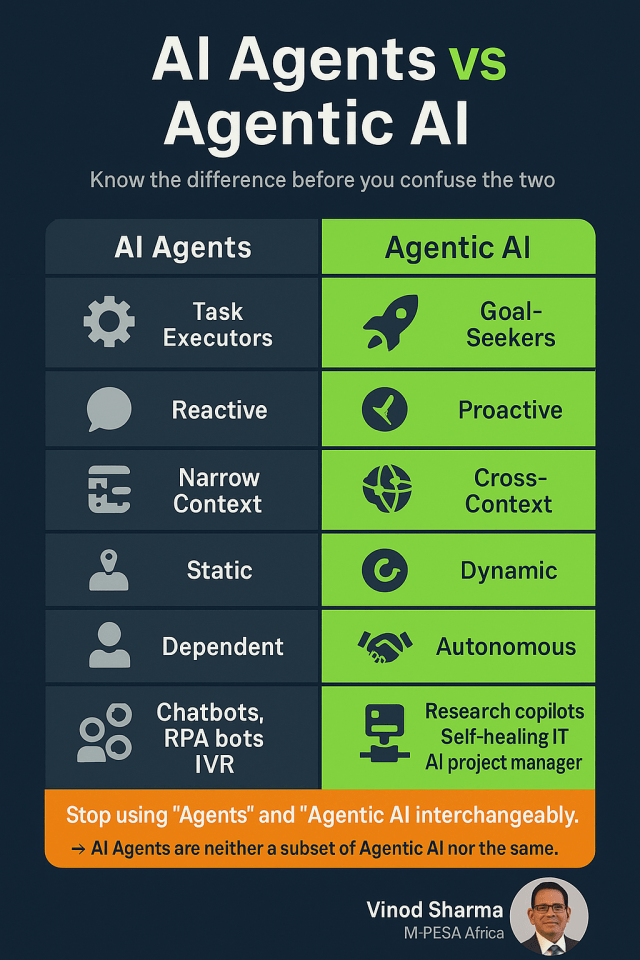 AI Agents vs
Agentic AI
Know the difference before you confuse the two
AI Agents
Agentic AI
Task
Executors
Goal-
Seekers
Reactive
Proactive
Narrow
Context
Cross-
Context
Static
Dynamic
Dependent
Autonomous
Chatbots,
RPA bots
IVR
Research copilots
Self-healing IT
AI project manager
Stop using "Agents" and "Agentic AI interchangeably.
→ AI Agents are neither a subset of Agentic AI nor the same.
Vinod Sharma
M-PESA Africa